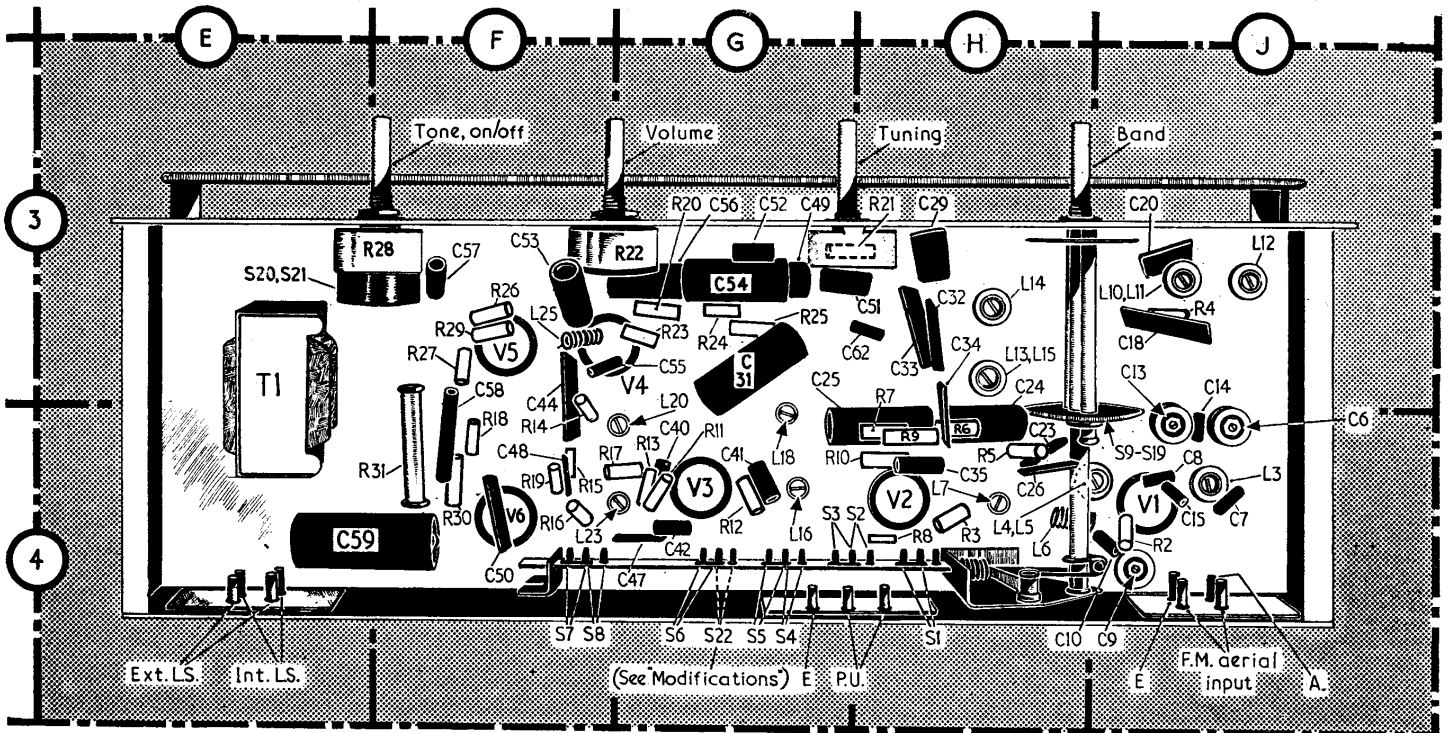 E F G H J
Tone, on/off Volume Tuning Band
3
R20 C56 C52 C49 R21 C29 C20
R28 C57 C53 R22 L12
S20, S21 C54 C51 L10, L11
R26 C32 L14 R4
R29 L25 R23 R24 R25 C62 C18
R27 V5 V4 C55 C31 C33 C34 L13, L15
T1 C58 C44 C25 R7 C24 C13 C14 C6
R18 R14 L20 R9 R6
R31 C48 R17 R13 C40 R11 C41 L18 R10 C35 R5 C23 S9-S19 C8 L3
R19 R15 V3 V2 L7 C26 V1
R30 V6 R16 L23 R12 L16 S3 S2 R3 L4, L5 C15 C7
C59 C42 R8 L6 R2
4
C50 C47
S7 S8 S6 S22 S5 S4 S1 C10 C9
Ext. L.S. Int. L.S. (See "Modifications") E P.U. E F.M. aerial input A.